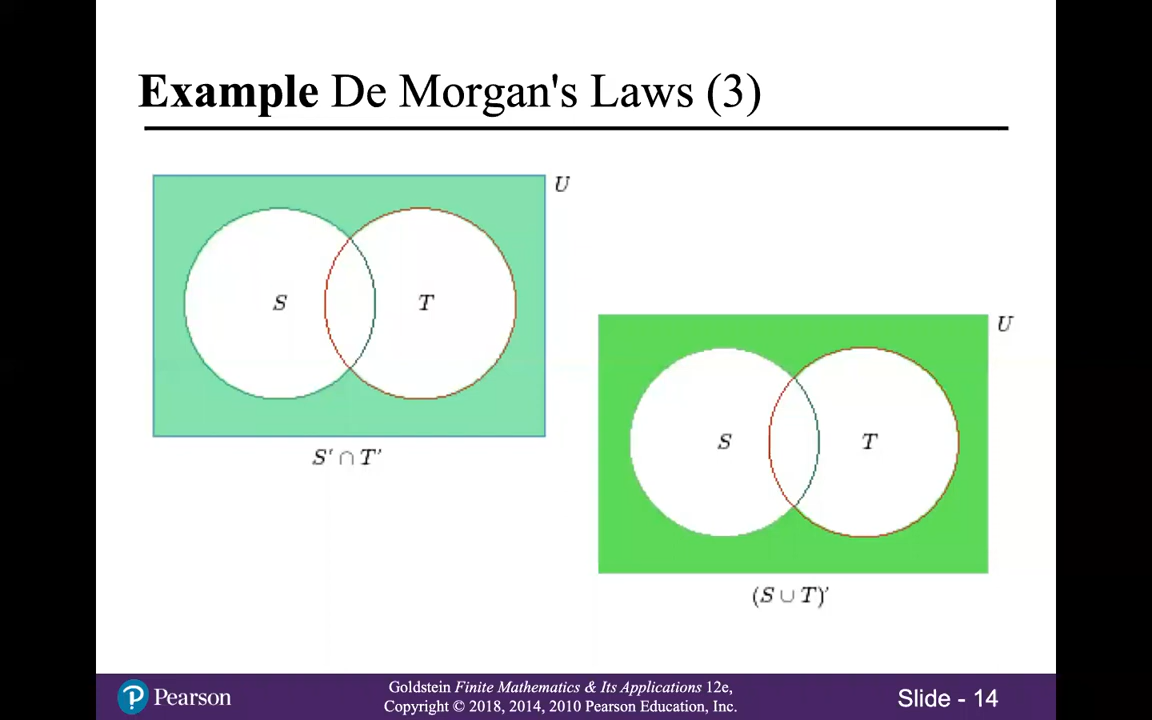 Example De Morgan's Laws (3)
U
S T
S' ∩ T'
U
S T
(S ∪ T)'
Pearson
Goldstein Finite Mathematics & Its Applications 12e,
Copyright © 2018, 2014, 2010 Pearson Education, Inc.
Slide - 14